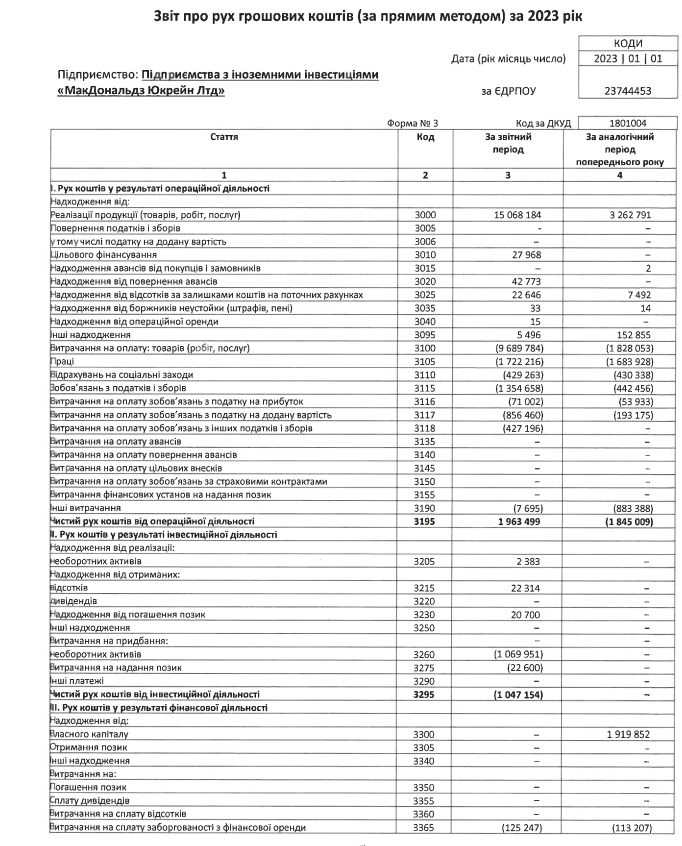 Звіт про рух грошових коштів (за прямим методом) за 2023 рік
КОДИ
Дата (рік місяць число) 2023 | 01 | 01
Підприємство: Підприємства з іноземними інвестиціями
«МакДональдз Юкрейн Лтд» за ЄДРПОУ 23744453
Форма № 3 Код за ДКУД 1801004
Стаття Код За звітний період За аналогічний період попереднього року
1 2 3 4
І. Рух коштів у результаті операційної діяльності
Надходження від:
Реалізації продукції (товарів, робіт, послуг) 3000 15 068 184 3 262 791
Повернення податків і зборів 3005 - –
у тому числі податку на додану вартість 3006 – –
Цільового фінансування 3010 27 968 –
Надходження авансів від покупців і замовників 3015 – 2
Надходження від повернення авансів 3020 42 773 –
Надходження від відсотків за залишками коштів на поточних рахунках 3025 22 646 7 492
Надходження від боржників неустойки (штрафів, пені) 3035 33 14
Надходження від операційної оренди 3040 15 –
Інші надходження 3095 5 496 152 855
Витрачання на оплату: товарів (робіт, послуг) 3100 (9 689 784) (1 828 053)
Праці 3105 (1 722 216) (1 683 928)
Відрахувань на соціальні заходи 3110 (429 263) (430 338)
Зобов'язань з податків і зборів 3115 (1 354 658) (442 456)
Витрачання на оплату зобов'язань з податку на прибуток 3116 (71 002) (53 933)
Витрачання на оплату зобов'язань з податку на додану вартість 3117 (856 460) (193 175)
Витрачання на оплату зобов'язань з інших податків і зборів 3118 (427 196) –
Витрачання на оплату авансів 3135 – –
Витрачання на оплату повернення авансів 3140 – –
Витрачання на оплату цільових внесків 3145 – –
Витрачання на оплату зобов'язань за страховими контрактами 3150 – –
Витрачання фінансових установ на надання позик 3155 – –
Інші витрачання 3190 (7 695) (883 388)
Чистий рух коштів від операційної діяльності 3195 1 963 499 (1 845 009)
ІІ. Рух коштів у результаті інвестиційної діяльності
Надходження від реалізації:
необоротних активів 3205 2 383 –
Надходження від отриманих:
відсотків 3215 22 314 –
дивідендів 3220 – –
Надходження від погашення позик 3230 20 700 –
Інші надходження 3250 – –
Витрачання на придбання: – –
необоротних активів 3260 (1 069 951) –
Витрачання на надання позик 3275 (22 600) –
Інші платежі 3290 – –
Чистий рух коштів від інвестиційної діяльності 3295 (1 047 154) –
ІІ. Рух коштів у результаті фінансової діяльності
Надходження від:
Власного капіталу 3300 – 1 919 852
Отримання позик 3305 – -
Інші надходження 3340 – –
Витрачання на:
Погашення позик 3350 – –
Сплату дивідендів 3355 – –
Витрачання на сплату відсотків 3360 – –
Витрачання на сплату заборгованості з фінансової оренди 3365 (125 247) (113 207)